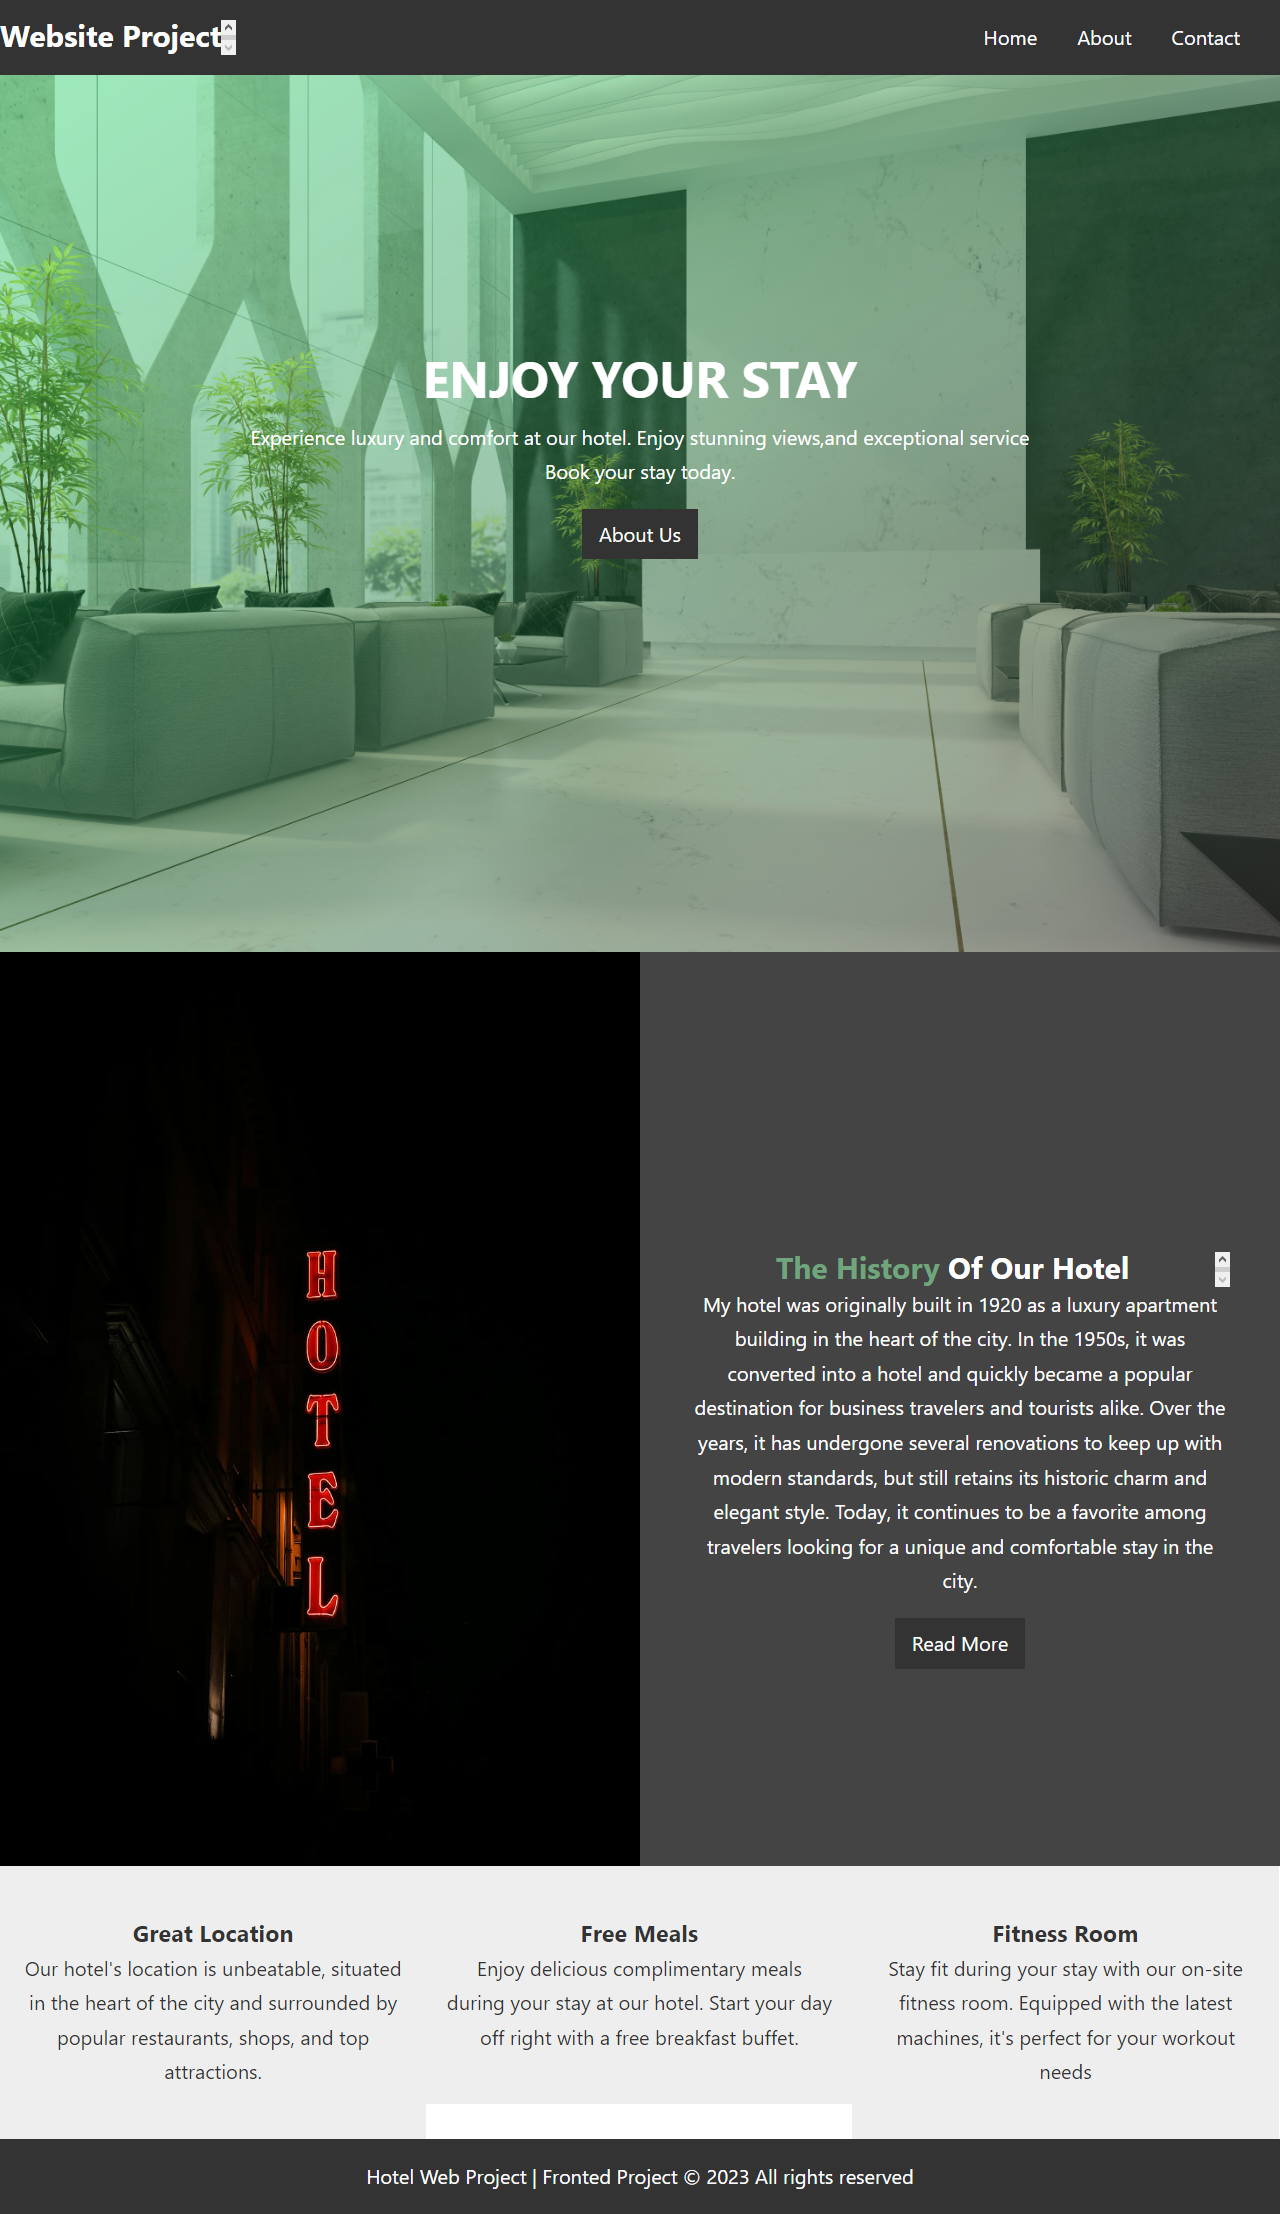 Website Project
Home About Contact
ENJOY YOUR STAY
Experience luxury and comfort at our hotel. Enjoy stunning views,and exceptional service
Book your stay today.
About Us
HOTEL
The History Of Our Hotel
My hotel was originally built in 1920 as a luxury apartment
building in the heart of the city. In the 1950s, it was
converted into a hotel and quickly became a popular
destination for business travelers and tourists alike. Over the
years, it has undergone several renovations to keep up with
modern standards, but still retains its historic charm and
elegant style. Today, it continues to be a favorite among
travelers looking for a unique and comfortable stay in the
city.
Read More
Great Location
Our hotel's location is unbeatable, situated
in the heart of the city and surrounded by
popular restaurants, shops, and top
attractions.
Free Meals
Enjoy delicious complimentary meals
during your stay at our hotel. Start your day
off right with a free breakfast buffet.
Fitness Room
Stay fit during your stay with our on-site
fitness room. Equipped with the latest
machines, it's perfect for your workout
needs
Hotel Web Project | Fronted Project © 2023 All rights reserved